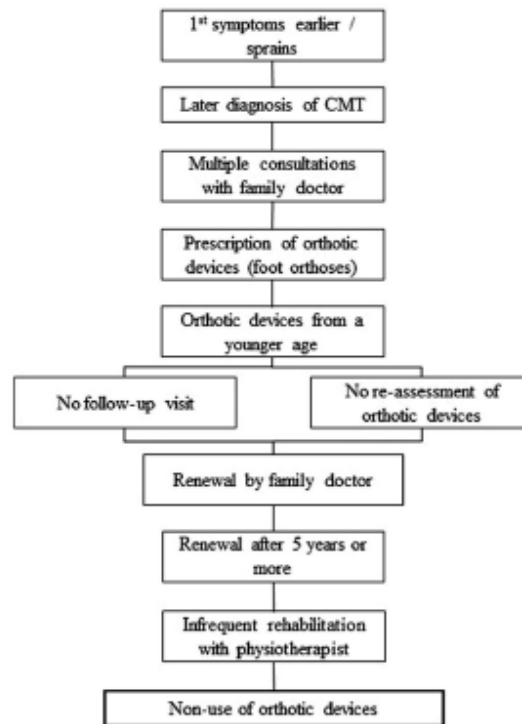 1st symptoms earlier /
sprains
Later diagnosis of CMT
Multiple consultations
with family doctor
Prescription of orthotic
devices (foot orthoses)
Orthotic devices from a
younger age
No follow-up visit
No re-assessment of
orthotic devices
Renewal by family doctor
Renewal after 5 years or
more
Infrequent rehabilitation
with physiotherapist
Non-use of orthotic devices